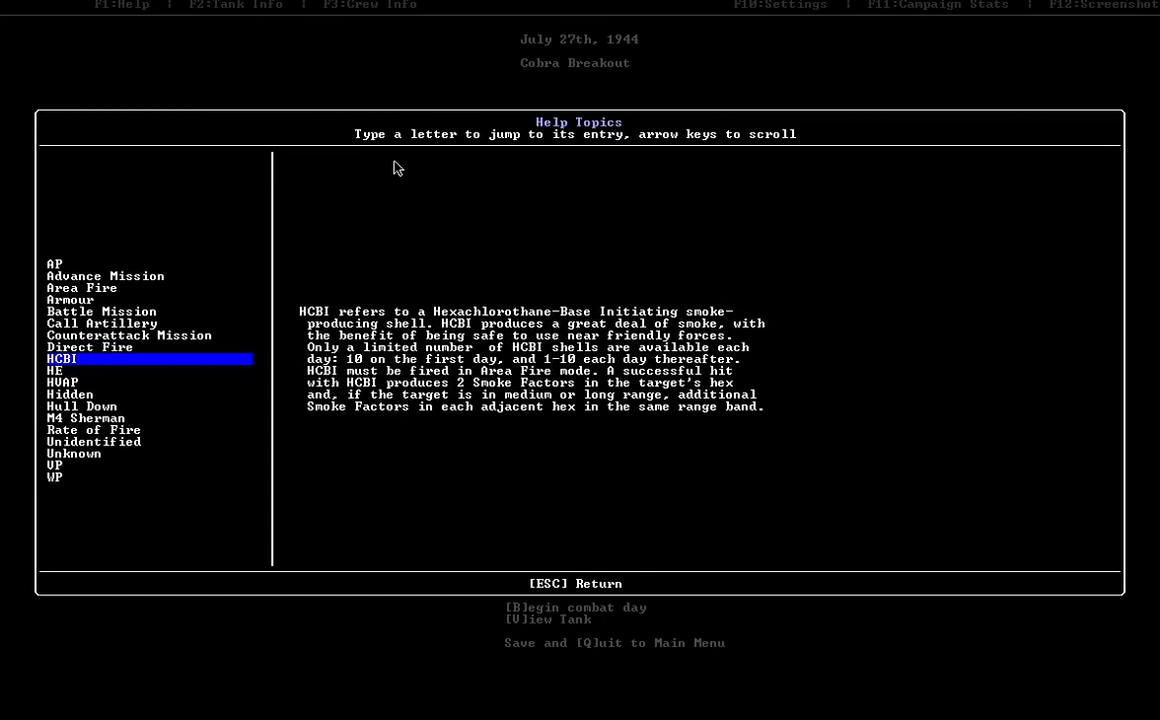 F1:Help | F2:Tank Info | F3:Crew Info F10:Settings | F11:Campaign Stats | F12:Screenshot
July 27th, 1944
Cobra Breakout
Help Topics
Type a letter to jump to its entry, arrow keys to scroll
AP
Advance Mission
Area Fire
Armour
Battle Mission
Call Artillery
Counterattack Mission
Direct Fire
HCBI
HE
HVAP
Hidden
Hull Down
M4 Sherman
Rate of Fire
Unidentified
Unknown
VP
WP
HCBI refers to a Hexachlorothane-Base Initiating smoke-
producing shell. HCBI produces a great deal of smoke, with
the benefit of being safe to use near friendly forces.
Only a limited number  of HCBI shells are available each
day: 10 on the first day, and 1-10 each day thereafter.
HCBI must be fired in Area Fire mode. A successful hit
with HCBI produces 2 Smoke Factors in the target's hex
and, if the target is in medium or long range, additional
Smoke Factors in each adjacent hex in the same range band.
[ESC] Return
[B]egin combat day
[V]iew Tank
Save and [Q]uit to Main Menu